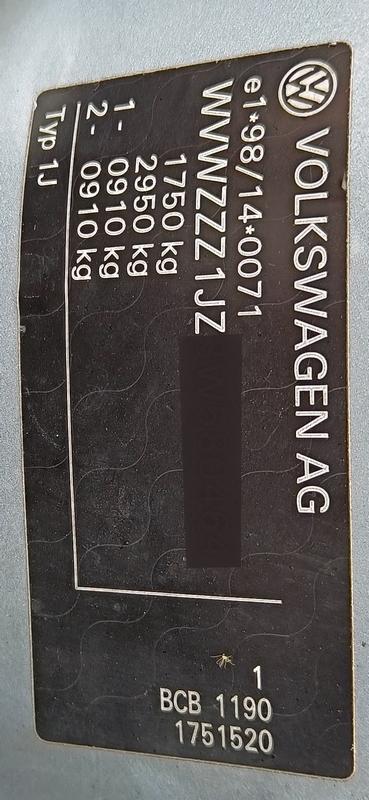 VOLKSWAGEN AG
e1*98/14*0071
WVWZZZ1JZ
1750 kg
2950 kg
1- 0910 kg
2- 0910 kg
Typ 1J
1
BCB 1190
1751520